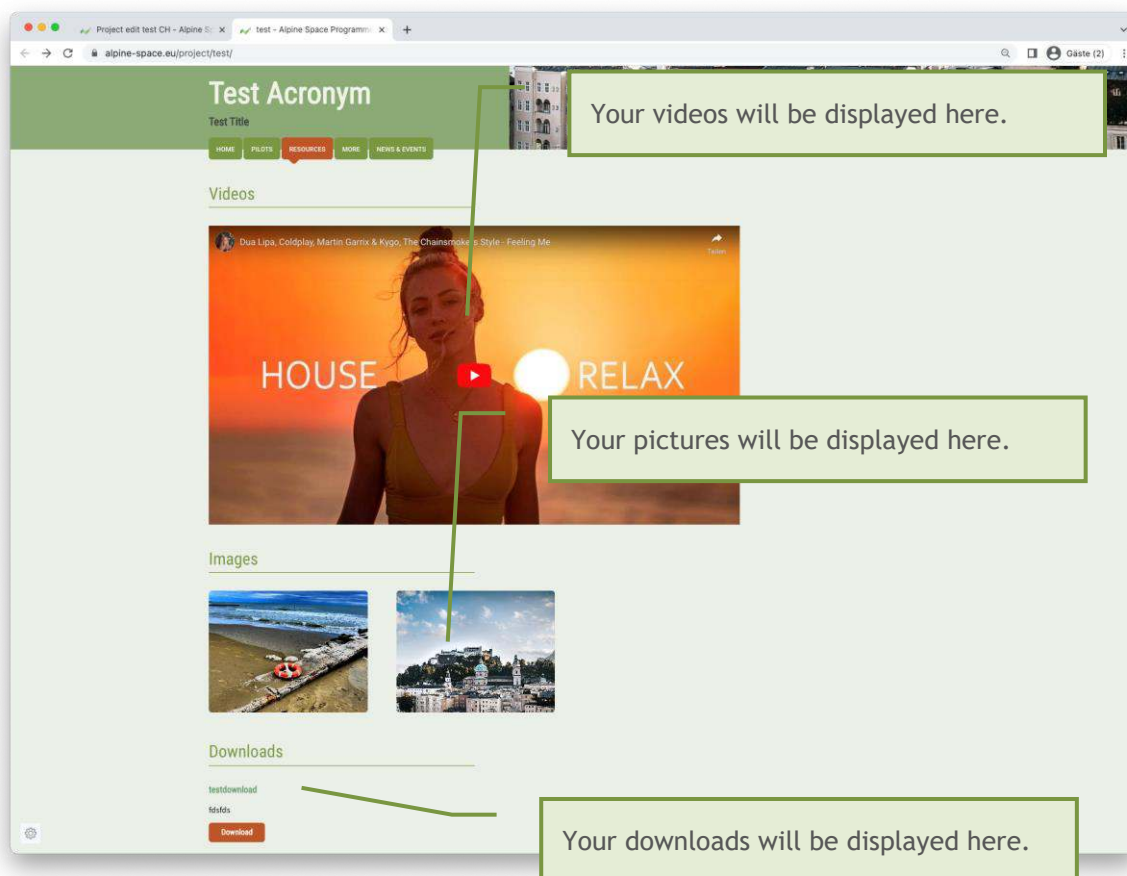 Project edit test CH – Alpine Sp
test – Alpine Space Programm
alpine-space.eu/project/test/
Gäste (2)
Test Acronym
Test Title
HOME PILOTS RESOURCES MORE NEWS & EVENTS
Your videos will be displayed here.
Videos
Dua Lipa, Coldplay, Martin Garrix & Kygo, The Chainsmokers Style - Feeling Me
Teilen
HOUSE RELAX
Your pictures will be displayed here.
Images
Downloads
testdownload
fdsfds
Download
Your downloads will be displayed here.